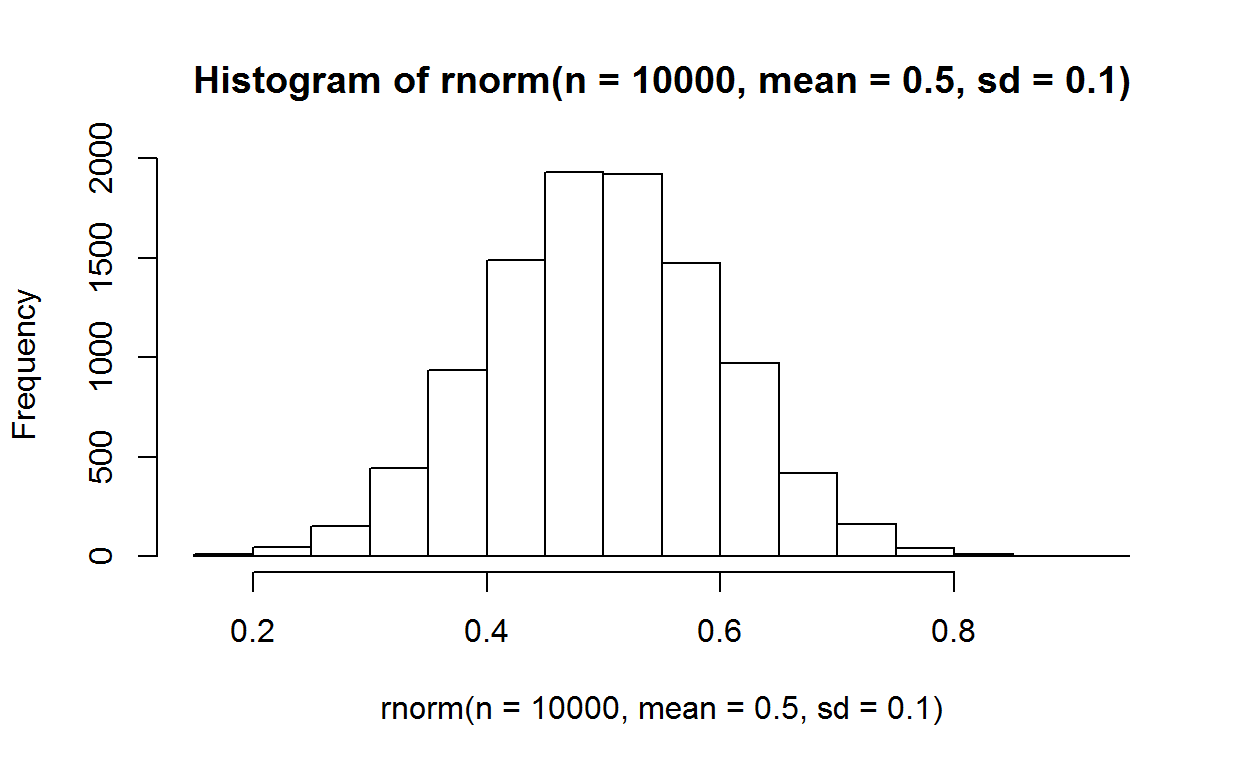 Histogram of rnorm(n = 10000, mean = 0.5, sd = 0.1)
Frequency
2000
1500
1000
500
0
0.2 0.4 0.6 0.8
rnorm(n = 10000, mean = 0.5, sd = 0.1)